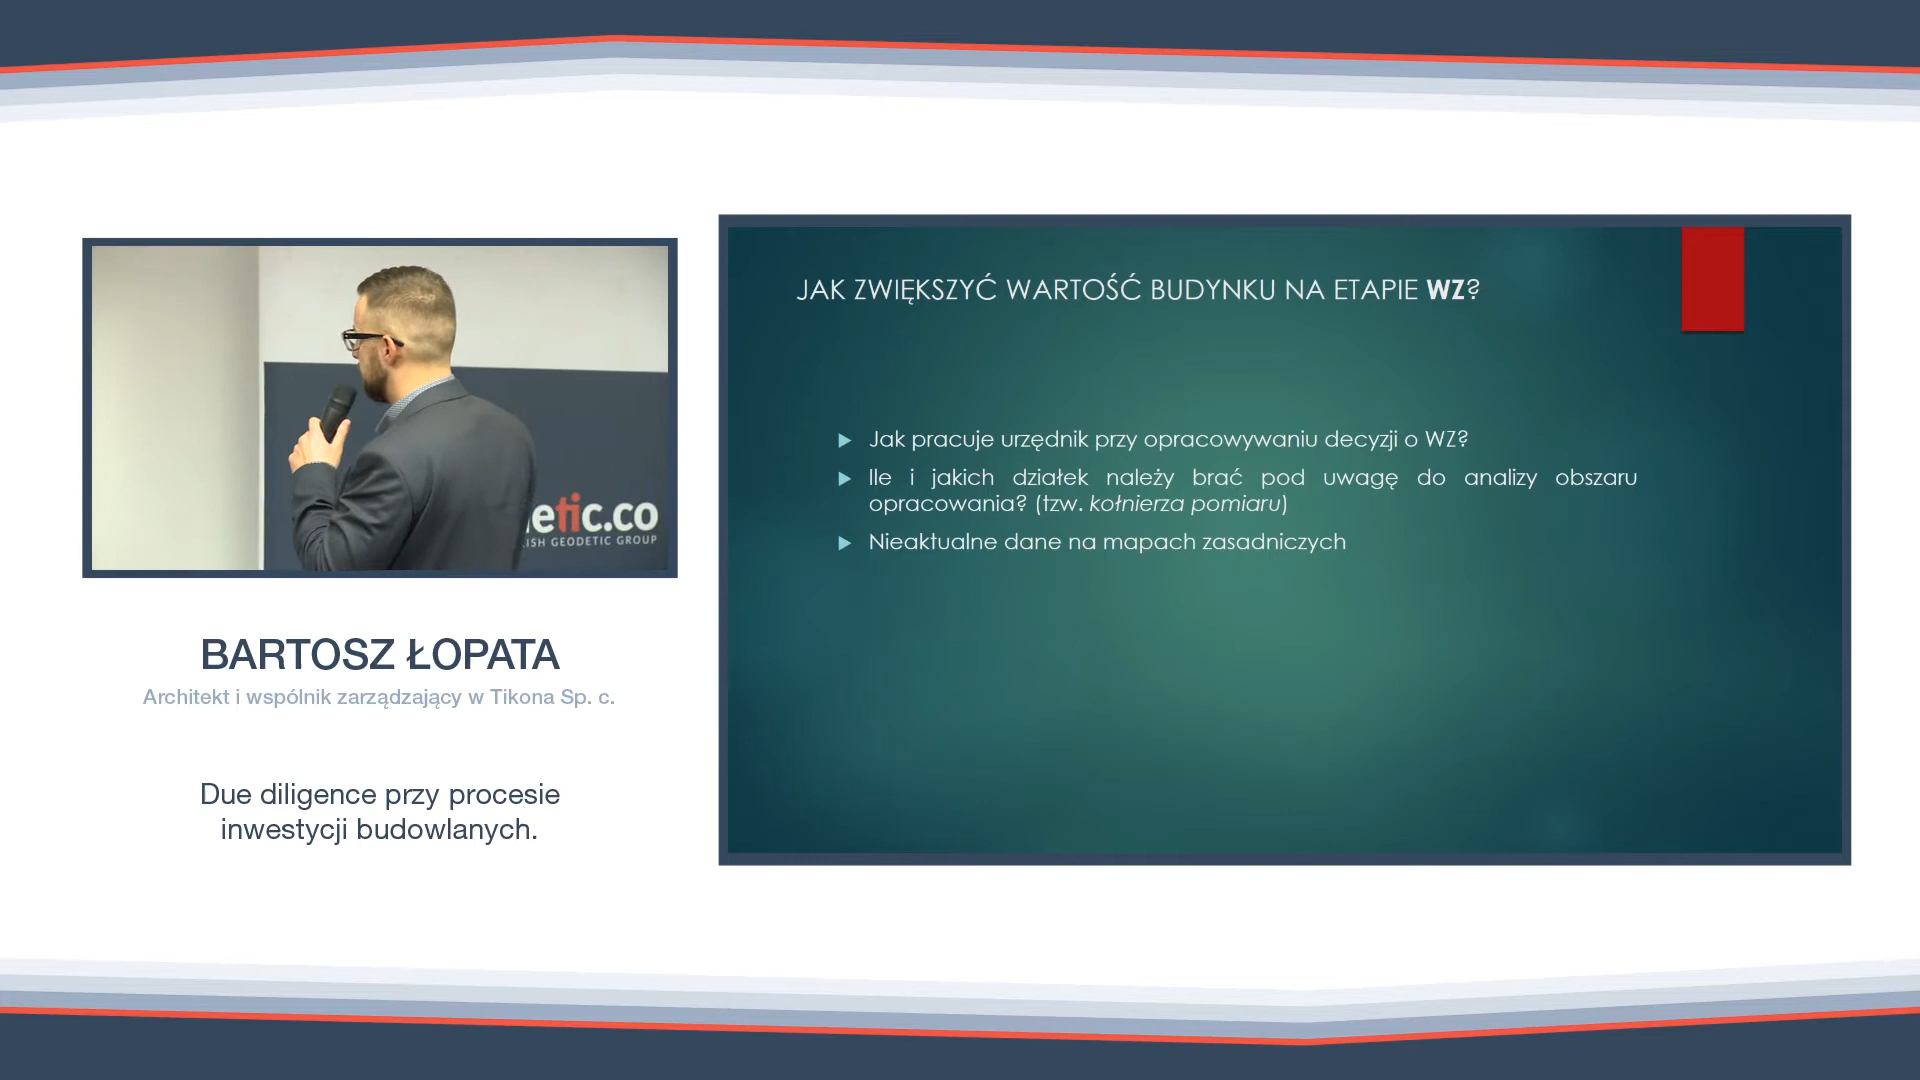 etic.co
ISH GEODETIC GROUP
BARTOSZ ŁOPATA
Architekt i wspólnik zarządzający w Tikona Sp. c.
Due diligence przy procesie
inwestycji budowlanych.
JAK ZWIĘKSZYĆ WARTOŚĆ BUDYNKU NA ETAPIE WZ?
Jak pracuje urzędnik przy opracowywaniu decyzji o WZ?
Ile i jakich działek należy brać pod uwagę do analizy obszaru
opracowania? (tzw. kołnierza pomiaru)
Nieaktualne dane na mapach zasadniczych